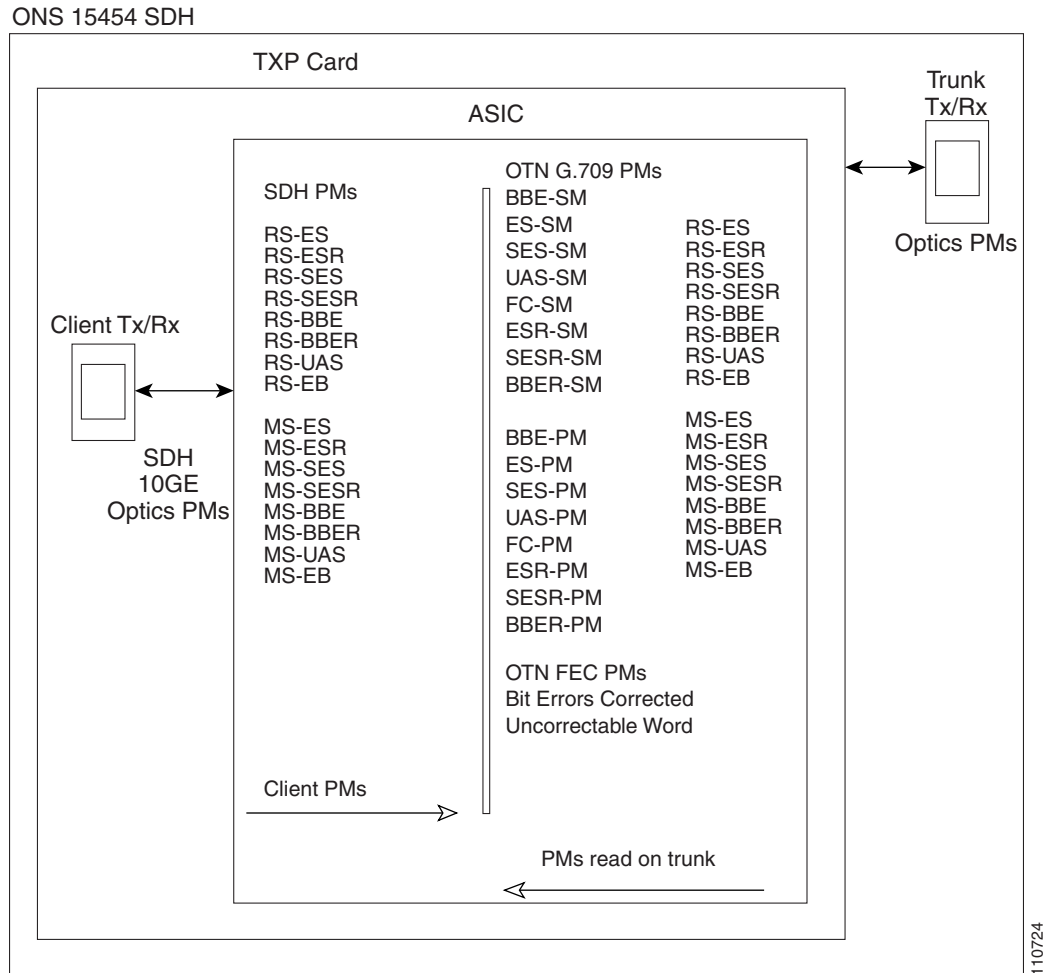 ONS 15454 SDH
TXP Card
ASIC
Trunk
Tx/Rx
Optics PMs
Client Tx/Rx
SDH
10GE
Optics PMs
SDH PMs
RS-ES
RS-ESR
RS-SES
RS-SESR
RS-BBE
RS-BBER
RS-UAS
RS-EB
MS-ES
MS-ESR
MS-SES
MS-SESR
MS-BBE
MS-BBER
MS-UAS
MS-EB
OTN G.709 PMs
BBE-SM
ES-SM
SES-SM
UAS-SM
FC-SM
ESR-SM
SESR-SM
BBER-SM
BBE-PM
ES-PM
SES-PM
UAS-PM
FC-PM
ESR-PM
SESR-PM
BBER-PM
OTN FEC PMs
Bit Errors Corrected
Uncorrectable Word
RS-ES
RS-ESR
RS-SES
RS-SESR
RS-BBE
RS-BBER
RS-UAS
RS-EB
MS-ES
MS-ESR
MS-SES
MS-SESR
MS-BBE
MS-BBER
MS-UAS
MS-EB
Client PMs
PMs read on trunk
110724